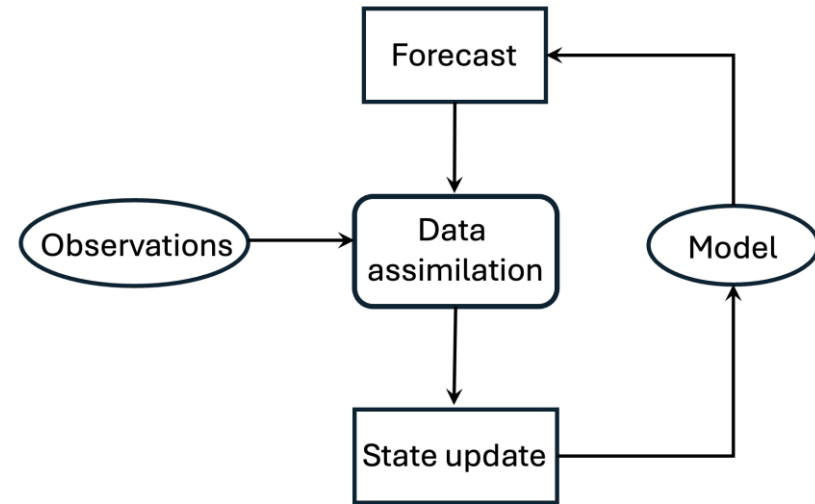 Forecast
Observations
Data
assimilation
Model
State update